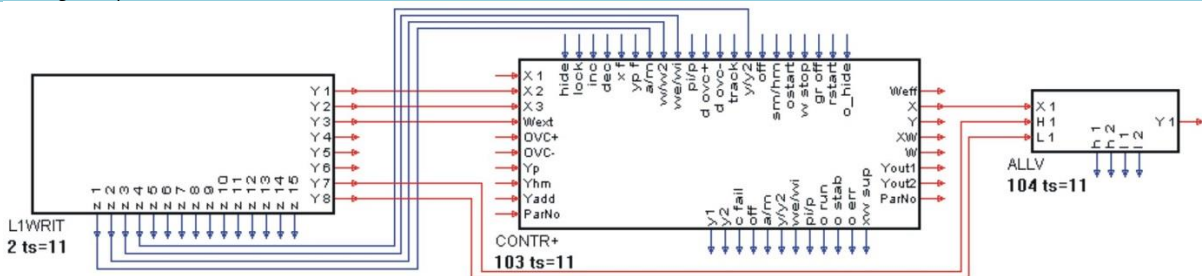 Y 1
Y 2
Y 3
Y 4
Y 5
Y 6
Y 7
Y 8
z 1
z 2
z 3
z 4
z 5
z 6
z 7
z 8
z 9
z 10
z 11
z 12
z 13
z 14
z 15
L1WRIT
2 ts=11
hide
lock
inc
dec
x f
yp f
a/m
w/w2
we/wi
pi/p
d ovc+
d ovc-
track
y/y2
off
sm/hm
ostart
w stop
gr off
rstart
o_hide
X 1
X 2
X 3
Wext
OVC+
OVC-
Yp
Yhm
Yadd
ParNo
Weff
X
Y
XW
W
Yout1
Yout2
ParNo
y1
y2
c fail
off
a/m
y/y2
we/wi
pi/p
o run
o stab
o err
xw sup
CONTR+
103 ts=11
X 1
H 1
L 1
Y 1
h 1
h 2
l 1
l 2
ALLV
104 ts=11